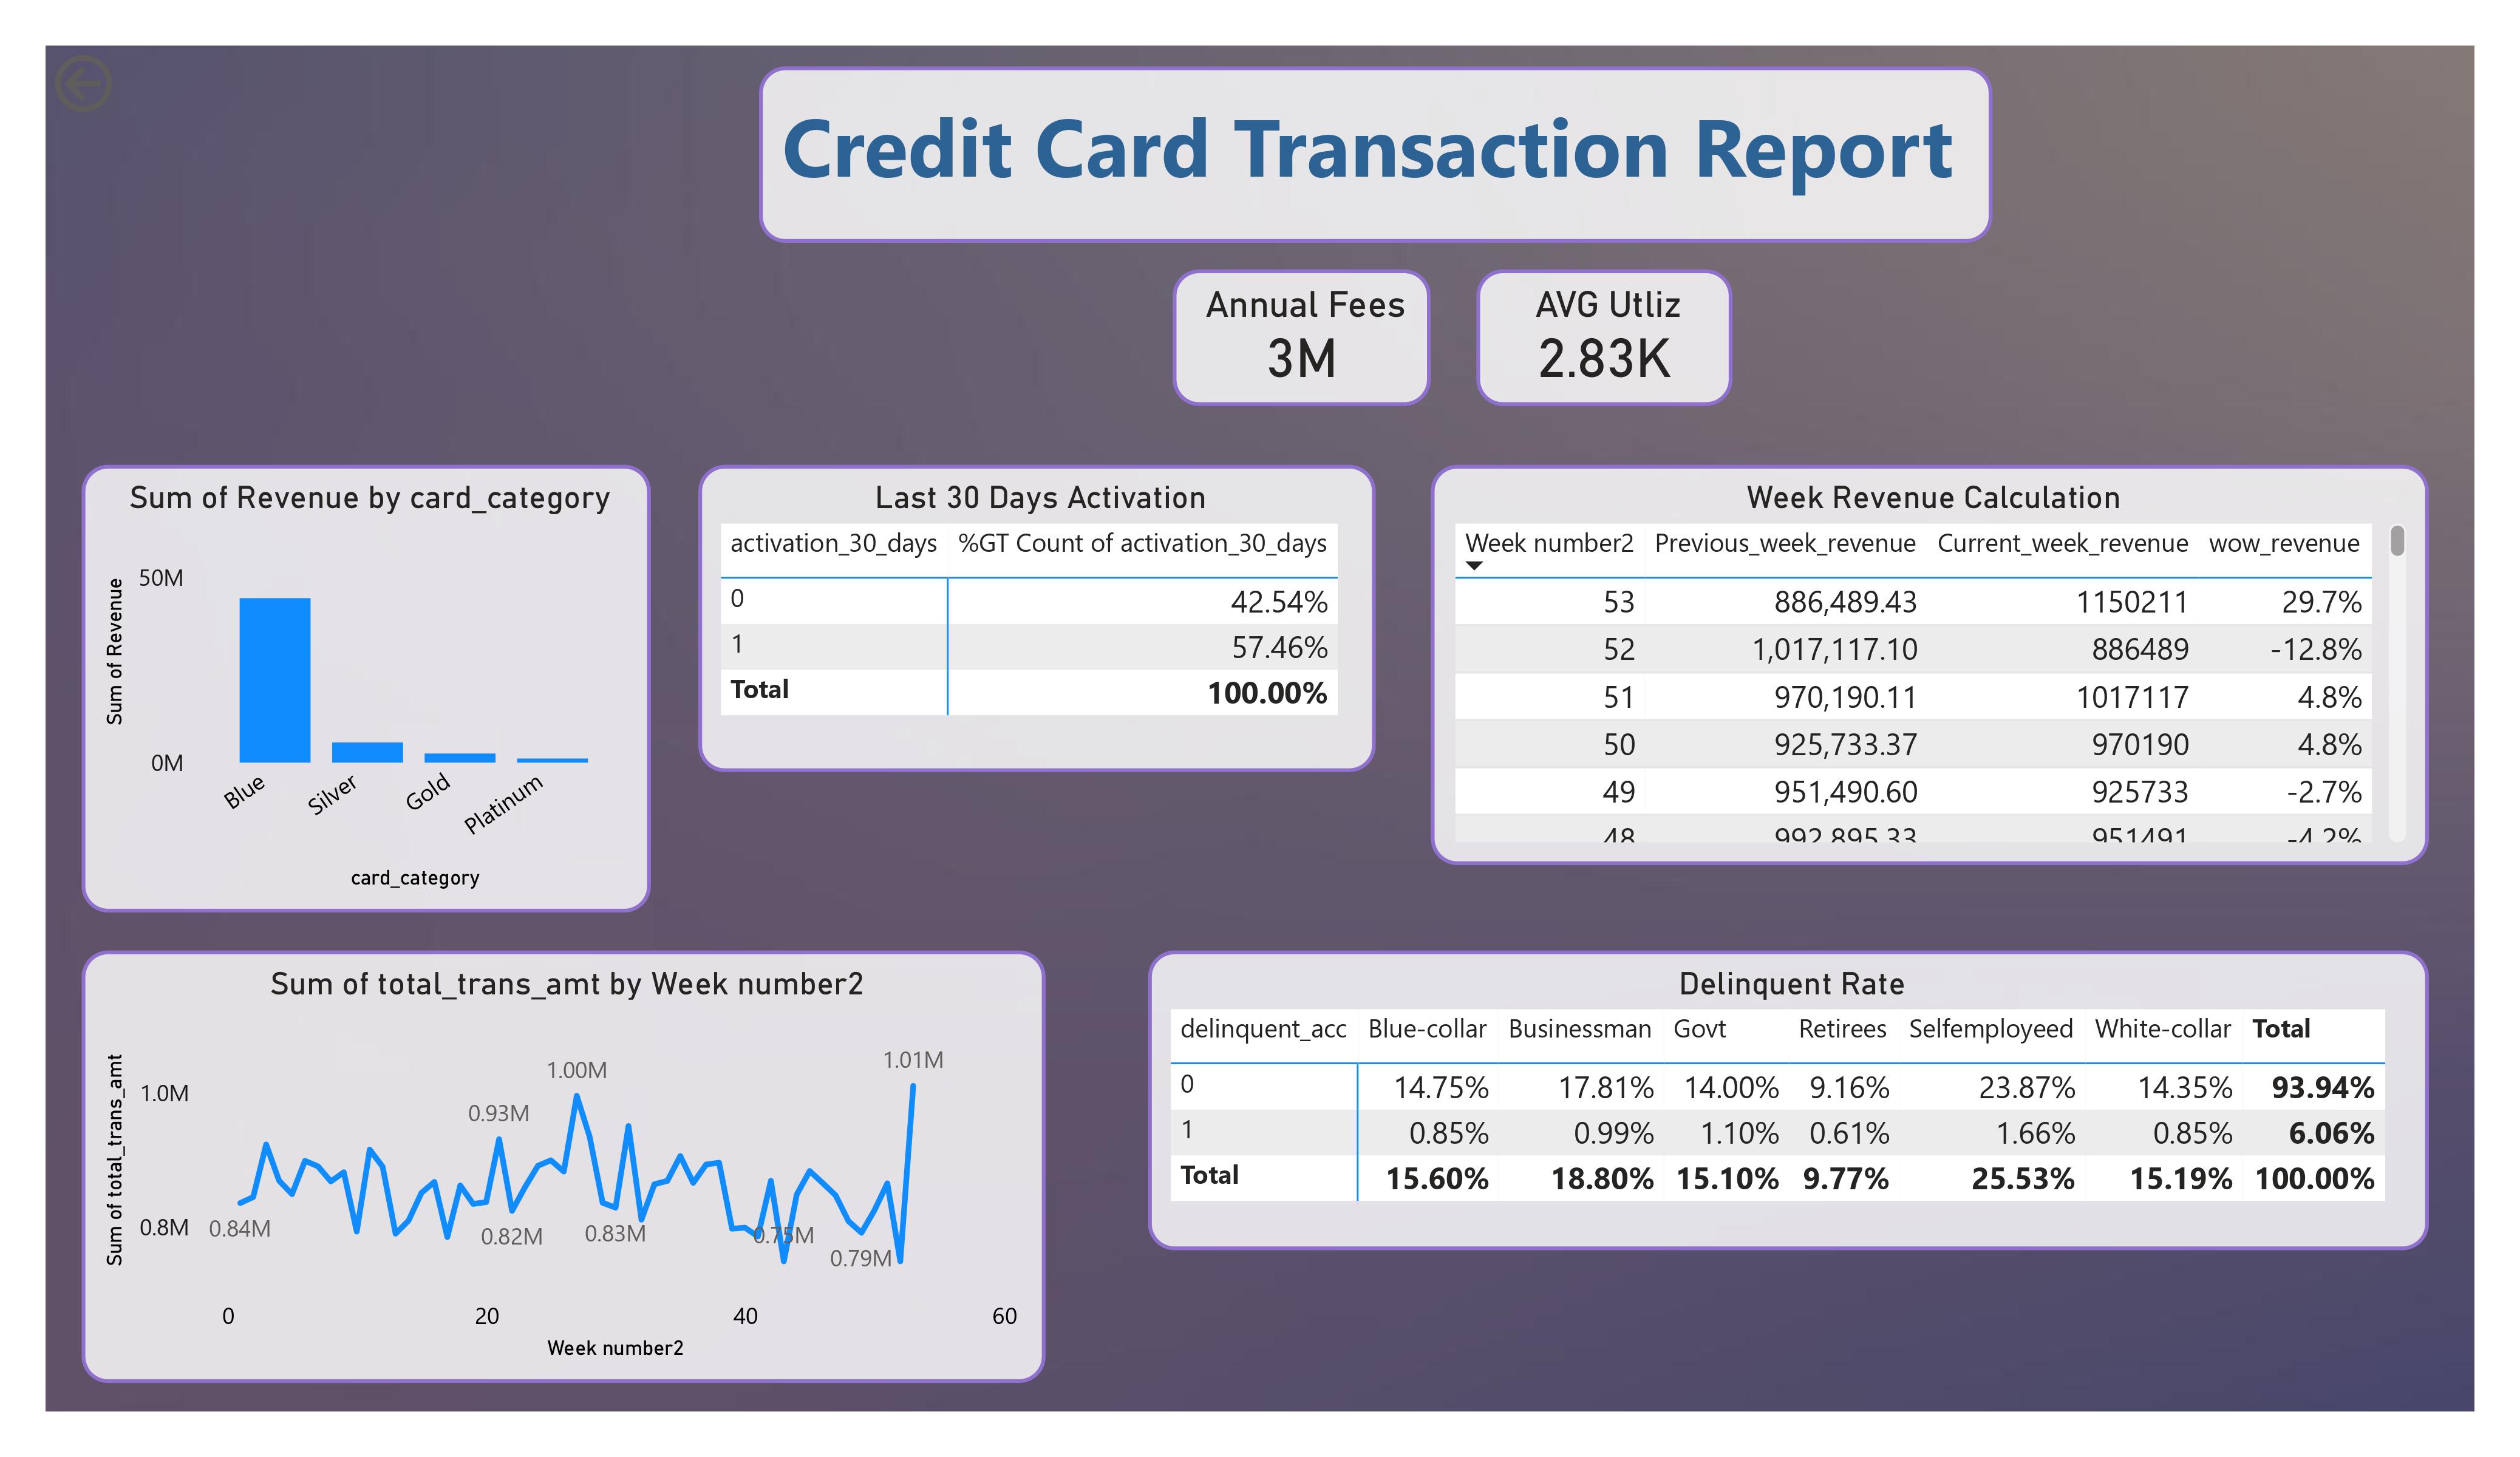 Credit Card Transaction Report
Annual Fees
3M
AVG Utliz
2.83K
Sum of Revenue by card_category
Sum of Revenue
50M
0M
Blue
Silver
Gold
Platinum
card_category
Last 30 Days Activation
activation_30_days %GT Count of activation_30_days
0 42.54%
1 57.46%
Total 100.00%
Week Revenue Calculation
Week number2 Previous_week_revenue Current_week_revenue wow_revenue
53 886,489.43 1150211 29.7%
52 1,017,117.10 886489 -12.8%
51 970,190.11 1017117 4.8%
50 925,733.37 970190 4.8%
49 951,490.60 925733 -2.7%
48 992,895.33 951491 -4.2%
Sum of total_trans_amt by Week number2
Sum of total_trans_amt
1.0M
0.8M
0.84M
0.93M
0.82M
1.00M
0.83M
0.75M
0.79M
1.01M
0 20 40 60
Week number2
Delinquent Rate
delinquent_acc Blue-collar Businessman Govt Retirees Selfemployeed White-collar Total
0 14.75% 17.81% 14.00% 9.16% 23.87% 14.35% 93.94%
1 0.85% 0.99% 1.10% 0.61% 1.66% 0.85% 6.06%
Total 15.60% 18.80% 15.10% 9.77% 25.53% 15.19% 100.00%